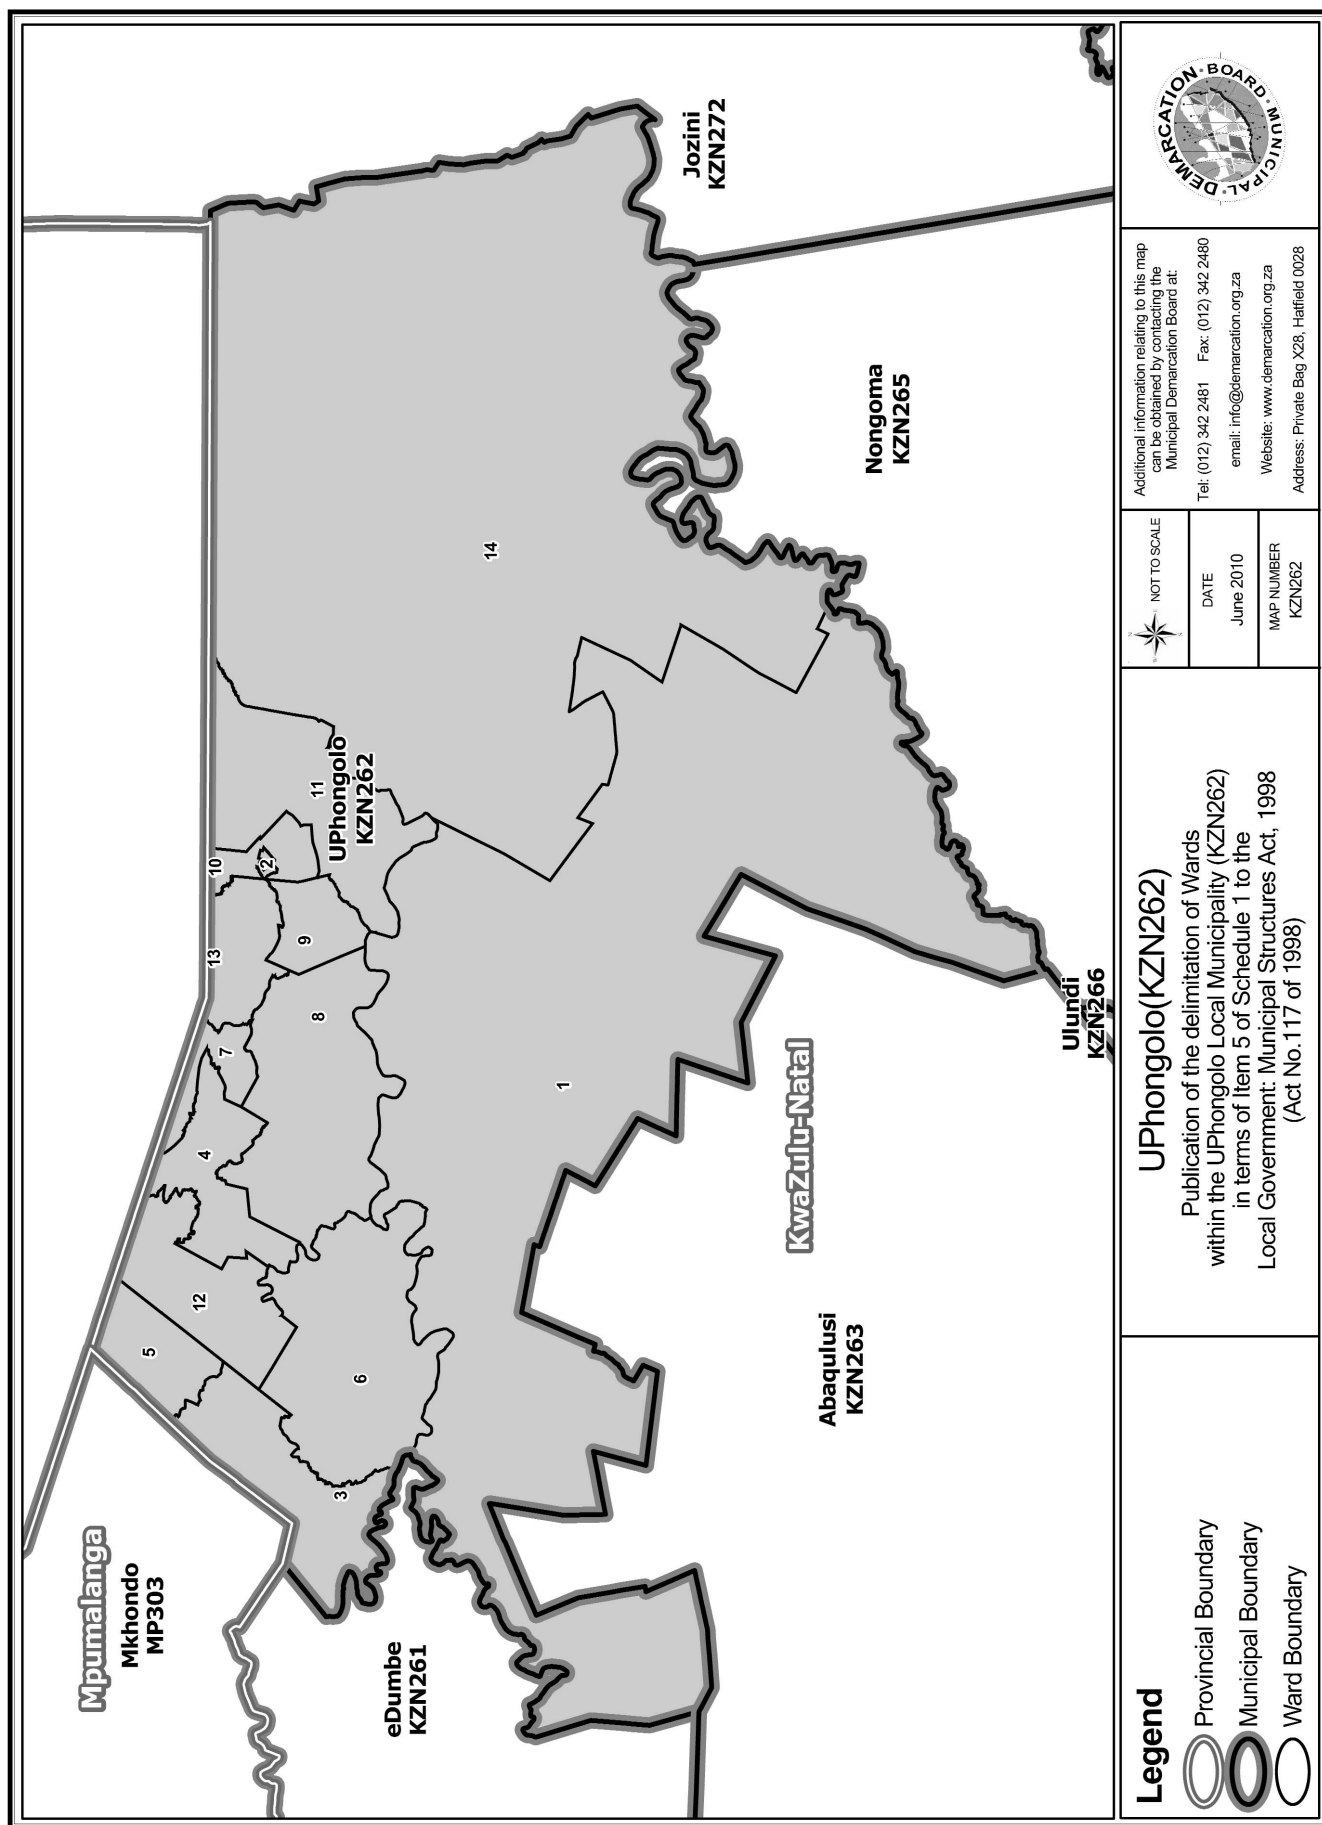 Mpumalanga
Mkhondo
MP303
eDumbe
KZN261
Abaqulusi
KZN263
KwaZulu-Natal
Ulundi
KZN266
Nongoma
KZN265
Jozini
KZN272
UPhongolo
KZN262
5
12
4
7
13
10
2
11
9
8
6
3
1
14
Legend
Provincial Boundary
Municipal Boundary
Ward Boundary
UPhongolo(KZN262)
Publication of the delimitation of Wards
within the UPhongolo Local Municipality (KZN262)
in terms of Item 5 of Schedule 1 to the
Local Government: Municipal Structures Act, 1998
(Act No.117 of 1998)
N
E
S
W
NOT TO SCALE
DATE
June 2010
MAP NUMBER
KZN262
Additional information relating to this map
can be obtained by contacting the
Municipal Demarcation Board at:
Tel: (012) 342 2481 Fax: (012) 342 2480
email: info@demarcation.org.za
Website: www.demarcation.org.za
Address: Private Bag X28, Hatfield 0028
MUNICIPAL · DEMARCATION · BOARD ·